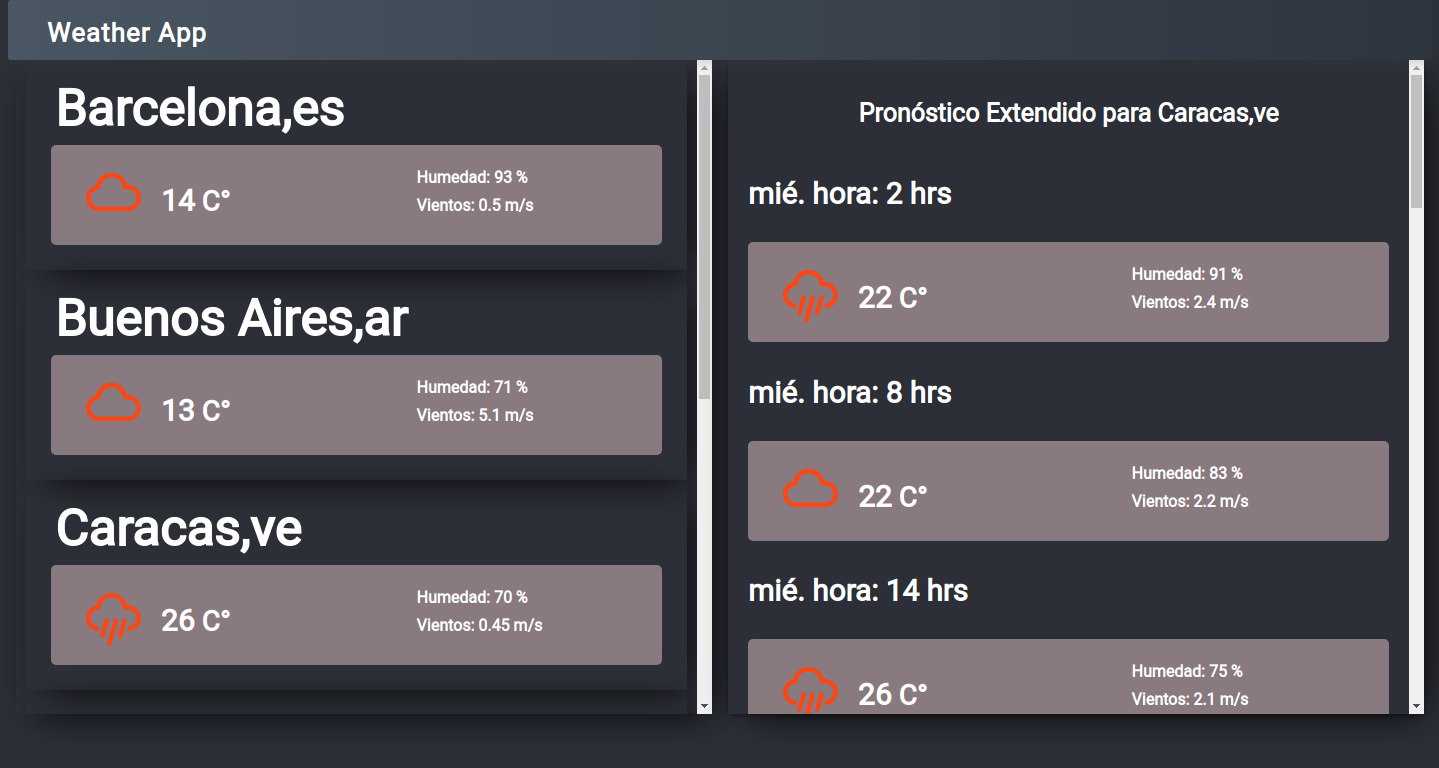 Weather App
Barcelona,es
14 C°
Humedad: 93 %
Vientos: 0.5 m/s
Buenos Aires,ar
13 C°
Humedad: 71 %
Vientos: 5.1 m/s
Caracas,ve
26 C°
Humedad: 70 %
Vientos: 0.45 m/s
Pronóstico Extendido para Caracas,ve
mié. hora: 2 hrs
22 C°
Humedad: 91 %
Vientos: 2.4 m/s
mié. hora: 8 hrs
22 C°
Humedad: 83 %
Vientos: 2.2 m/s
mié. hora: 14 hrs
26 C°
Humedad: 75 %
Vientos: 2.1 m/s